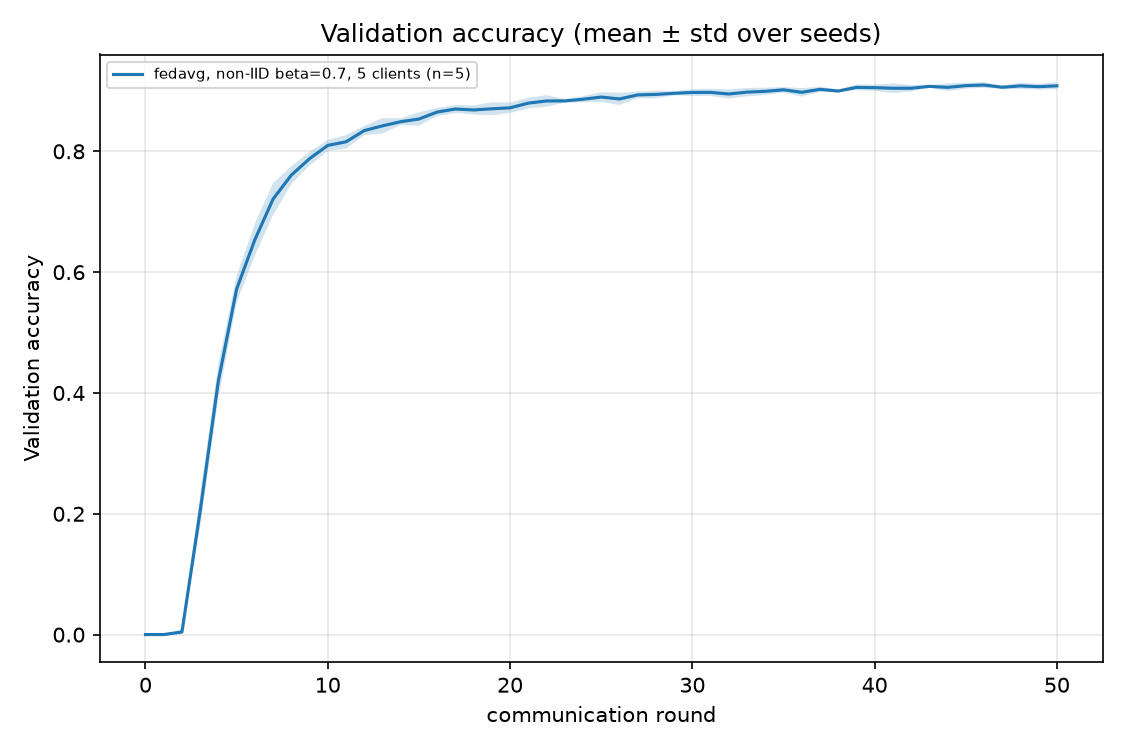 Validation accuracy (mean ± std over seeds)
fedavg, non-IID beta=0.7, 5 clients (n=5)
Validation accuracy
0.8
0.6
0.4
0.2
0.0
0 10 20 30 40 50
communication round